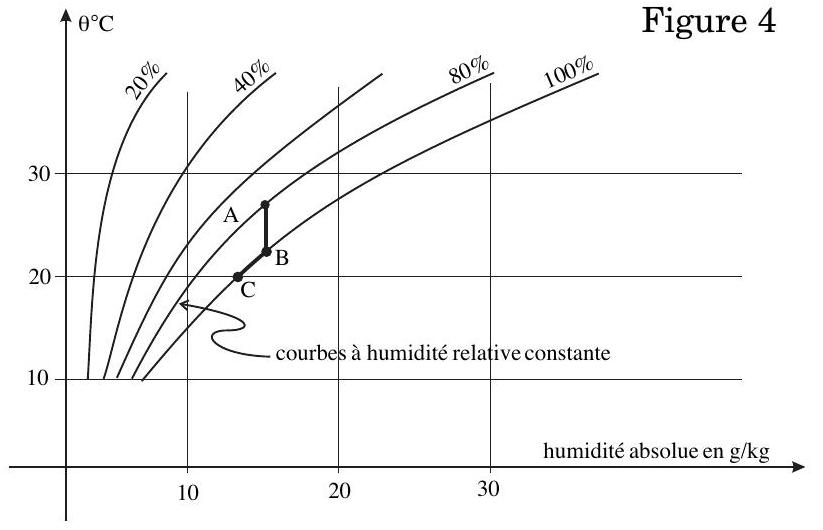 Figure 4
θ°C
20%
40%
80%
100%
30
A
B
20
C
courbes à humidité relative constante
10
humidité absolue en g/kg
10
20
30